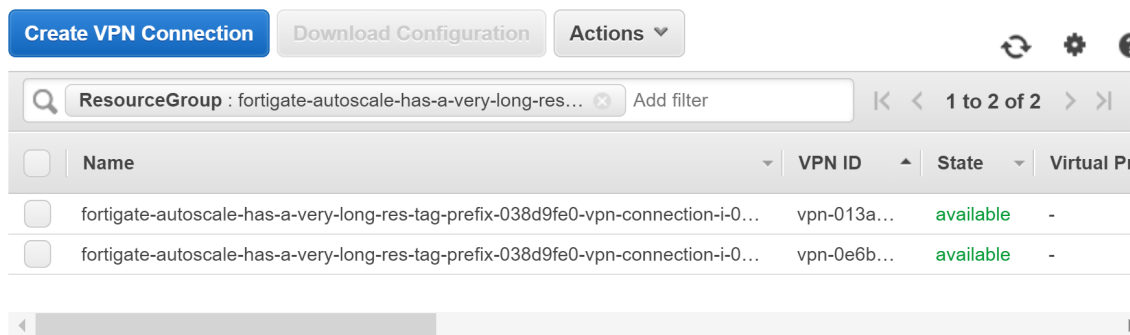 Create VPN Connection Download Configuration Actions
ResourceGroup : fortigate-autoscale-has-a-very-long-res... Add filter 1 to 2 of 2
Name VPN ID State Virtual
fortigate-autoscale-has-a-very-long-res-tag-prefix-038d9fe0-vpn-connection-i-0... vpn-013a... available -
fortigate-autoscale-has-a-very-long-res-tag-prefix-038d9fe0-vpn-connection-i-0... vpn-0e6b... available -